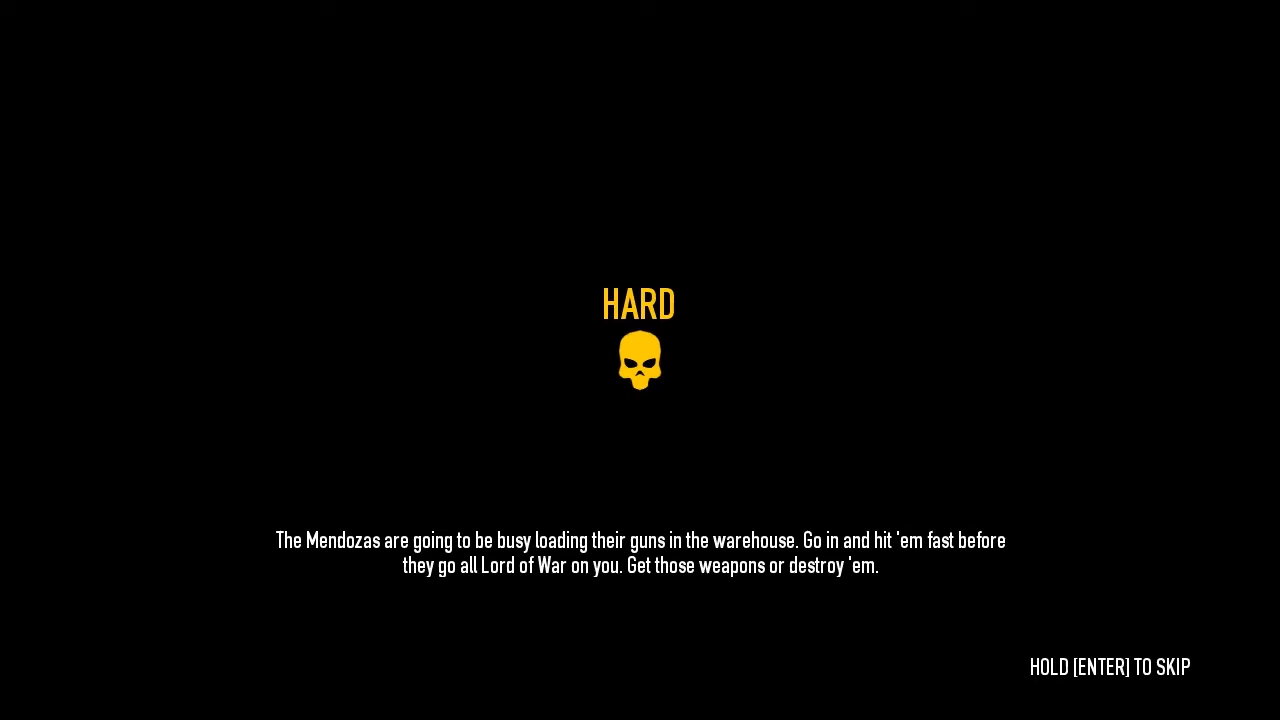 HARD
The Mendozas are going to be busy loading their guns in the warehouse. Go in and hit 'em fast before
they go all Lord of War on you. Get those weapons or destroy 'em.
HOLD [ENTER] TO SKIP